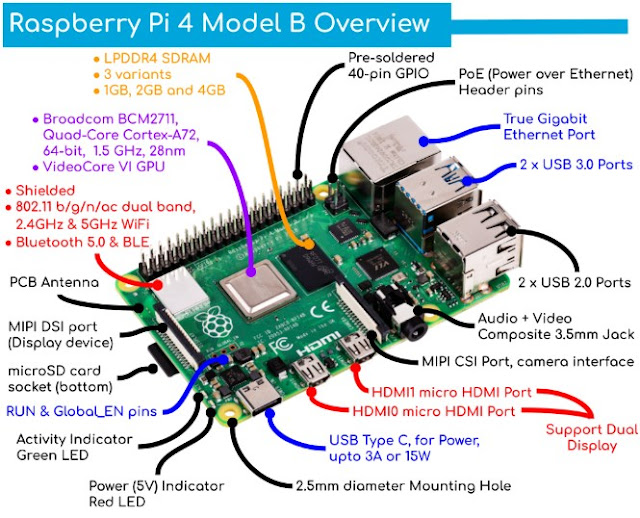 Raspberry Pi 4 Model B Overview
LPDDR4 SDRAM
3 variants
1GB, 2GB and 4GB
Pre-soldered
40-pin GPIO
PoE (Power over Ethernet)
Header pins
Broadcom BCM2711,
Quad-Core Cortex-A72,
64-bit, 1.5 GHz, 28nm
VideoCore VI GPU
True Gigabit
Ethernet Port
2 x USB 3.0 Ports
Shielded
802.11 b/g/n/ac dual band,
2.4GHz & 5GHz WiFi
Bluetooth 5.0 & BLE
PCB Antenna
2 x USB 2.0 Ports
MIPI DSI port
(Display device)
Audio + Video
Composite 3.5mm Jack
HDMI
microSD card
socket (bottom)
MIPI CSI Port, camera interface
HDMI1 micro HDMI Port
HDMI0 micro HDMI Port
Support Dual
Display
RUN & Global_EN pins
Activity Indicator
Green LED
USB Type C, for Power,
upto 3A or 15W
Power (5V) Indicator
Red LED
2.5mm diameter Mounting Hole